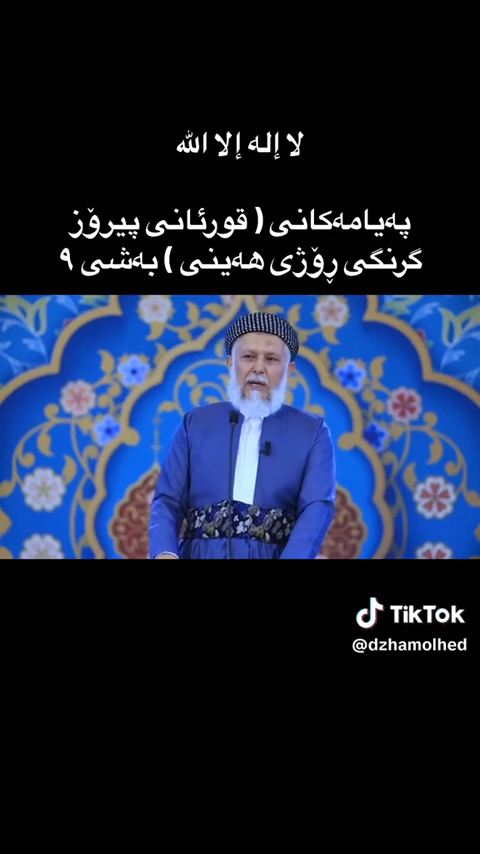 لا إله إلا الله
پەیامەکانی ( قورئانی پیرۆز
گرنگی ڕۆژی هەینی ) بەشی ٩
TikTok
@dzhamolhed